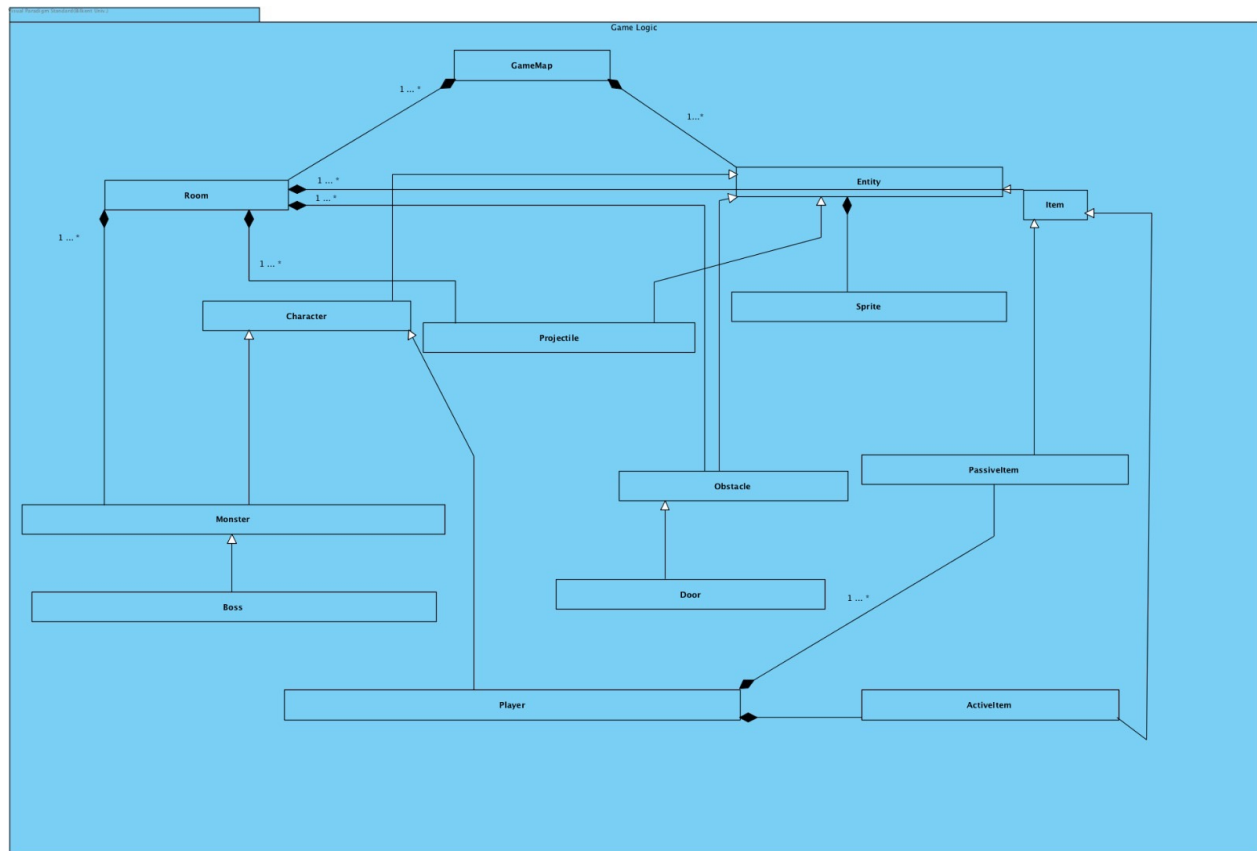 Game Logic
GameMap
1 ... *
1...*
Room
1 ... *
1 ... *
Entity
Item
1 ... *
1 ... *
Character
Projectile
Sprite
PassiveItem
Obstacle
Monster
Door
1 ... *
Boss
Player
ActiveItem